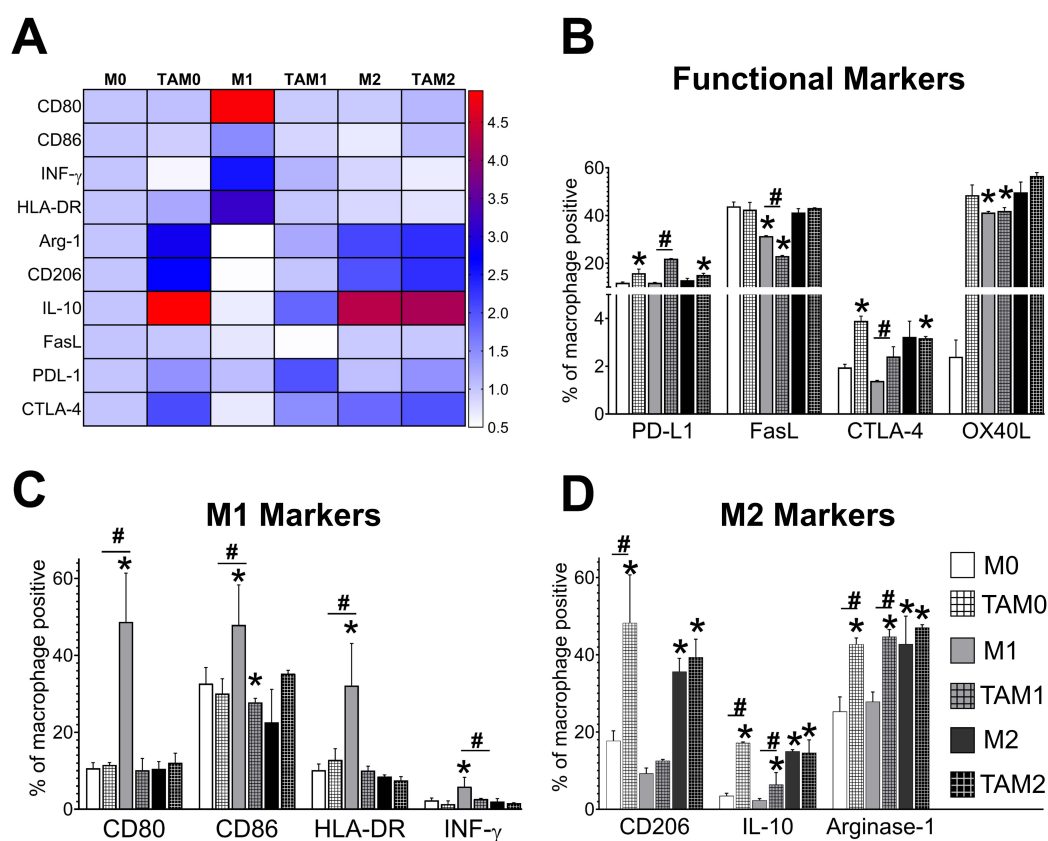 A
M0 TAM0 M1 TAM1 M2 TAM2
CD80
CD86
INF-γ
HLA-DR
Arg-1
CD206
IL-10
FasL
PDL-1
CTLA-4
4.5
4.0
3.5
3.0
2.5
2.0
1.5
1.0
0.5
B
Functional Markers
% of macrophage positive
60
40
20
4
2
0
* # * # * * * # * * *
PD-L1 FasL CTLA-4 OX40L
C
M1 Markers
% of macrophage positive
60
40
20
0
# * # * * # * # *
CD80 CD86 HLA-DR INF-γ
D
M2 Markers
% of macrophage positive
60
40
20
0
# * * * # * # * * * # * # * * *
CD206 IL-10 Arginase-1
M0
TAM0
M1
TAM1
M2
TAM2